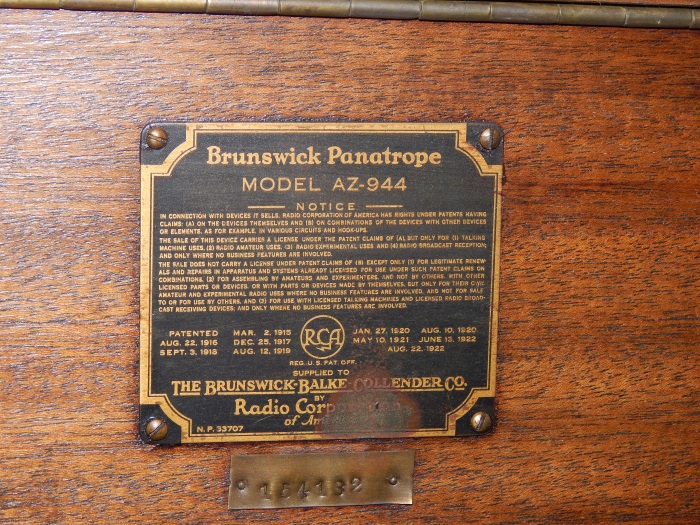 Brunswick Panatrope
MODEL AZ-944
NOTICE
IN CONNECTION WITH DEVICES IT SELLS, RADIO CORPORATION OF AMERICA HAS RIGHTS UNDER PATENTS HAVING
CLAIMS: (A) ON THE DEVICES THEMSELVES AND (B) ON COMBINATIONS OF THE DEVICES WITH OTHER DEVICES
OR ELEMENTS, AS FOR EXAMPLE, IN VARIOUS CIRCUITS AND HOOK-UPS.
THE SALE OF THIS DEVICE CARRIES A LICENSE UNDER THE PATENT CLAIMS OF (A), BUT ONLY FOR (1) TALKING
MACHINE USES, (2) RADIO AMATEUR USES, (3) RADIO EXPERIMENTAL USES AND (4) RADIO BROADCAST RECEPTION;
AND ONLY WHERE NO BUSINESS FEATURES ARE INVOLVED.
THE SALE DOES NOT CARRY A LICENSE UNDER PATENT CLAIMS OF (B), EXCEPT ONLY (1) FOR LEGITIMATE RENEW-
ALS AND REPAIRS IN APPARATUS AND SYSTEMS ALREADY LICENSED FOR USE UNDER SUCH PATENT CLAIMS ON
COMBINATIONS, (2) FOR ASSEMBLING BY AMATEURS AND EXPERIMENTERS, AND NOT BY OTHERS, WITH OTHER
LICENSED PARTS OR DEVICES, OR WITH PARTS OR DEVICES MADE BY THEMSELVES, BUT ONLY FOR THEIR OWN
AMATEUR AND EXPERIMENTAL RADIO USES WHERE NO BUSINESS FEATURES ARE INVOLVED, AND NOT FOR SALE
TO OR FOR USE BY OTHERS, AND (3) FOR USE WITH LICENSED TALKING MACHINES AND LICENSED RADIO BROAD-
CAST RECEIVING DEVICES; AND ONLY WHERE NO BUSINESS FEATURES ARE INVOLVED.
PATENTED MAR. 2, 1915 RCA JAN. 27, 1920 AUG. 10, 1920
AUG. 22, 1916 DEC. 25, 1917 MAY 10, 1921 JUNE 13, 1922
SEPT. 3, 1918 AUG. 12, 1919 AUG. 22, 1922
REG. U.S. PAT. OFF.
SUPPLIED TO
THE BRUNSWICK-BALKE-COLLENDER CO.
BY
Radio
of
N.P. 33707
154132